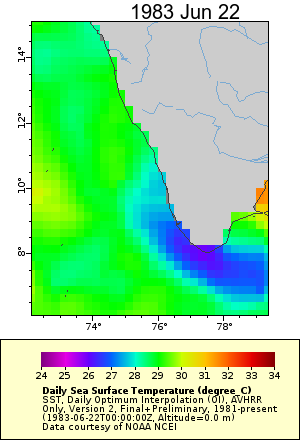 1983 Jun 22
14°
12°
10°
8°
74°
76°
78°
24 25 26 27 28 29 30 31 32 33 34
Daily Sea Surface Temperature (degree_C)
SST, Daily Optimum Interpolation (OI), AVHRR
Only, Version 2, Final+Preliminary, 1981-present
(1983-06-22T00:00:00Z, Altitude=0.0 m)
Data courtesy of NOAA NCEI